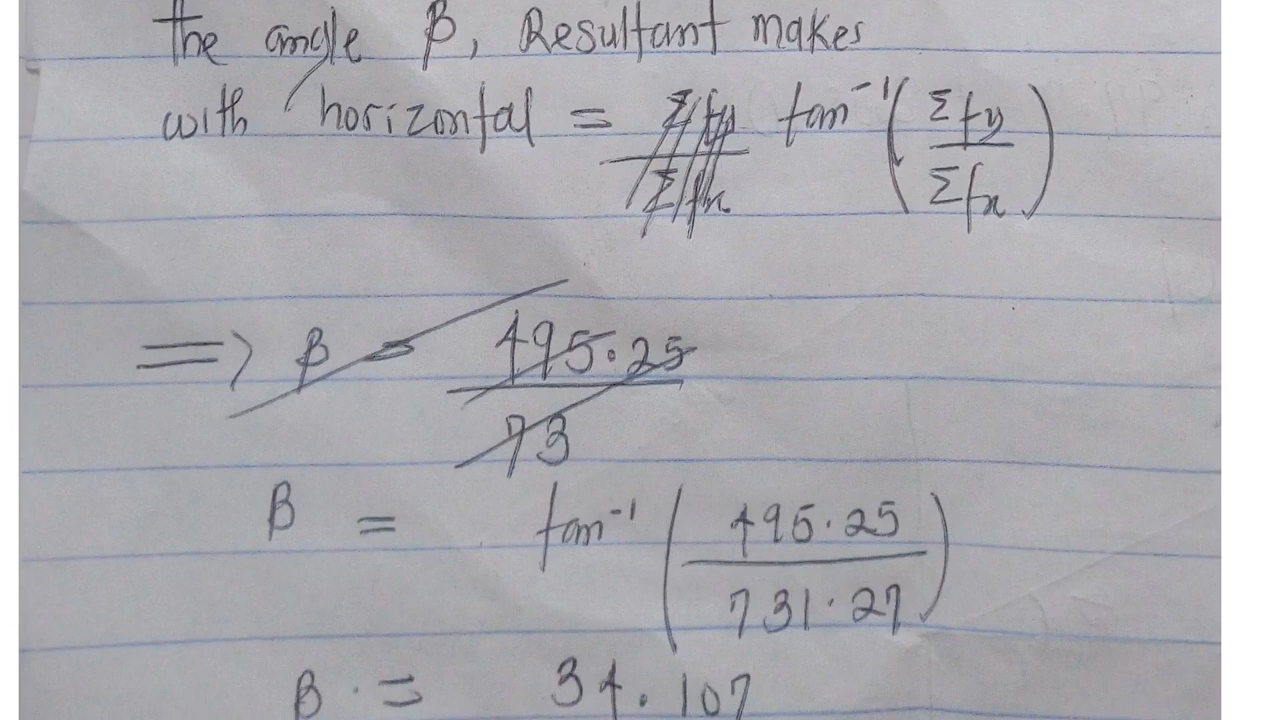 the angle β, Resultant makes
with horizontal = Σfy/Σfx tan⁻¹(Σfy/Σfx)
=> β = 495.25/73
β = tan⁻¹(495.25/731.27)
β = 34.107